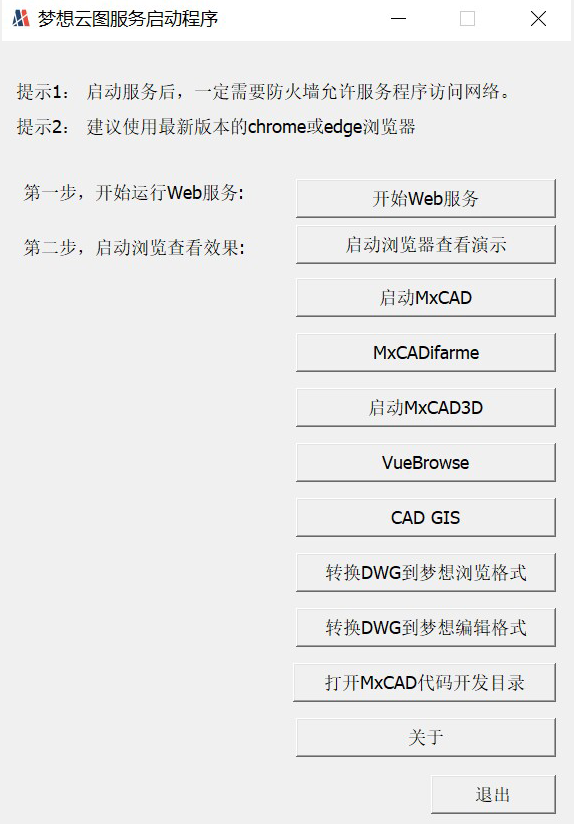 梦想云图服务启动程序
提示1： 启动服务后，一定需要防火墙允许服务程序访问网络。
提示2： 建议使用最新版本的chrome或edge浏览器
第一步，开始运行Web服务:
开始Web服务
第二步，启动浏览查看效果:
启动浏览器查看演示
启动MxCAD
MxCADifarme
启动MxCAD3D
VueBrowse
CAD GIS
转换DWG到梦想浏览格式
转换DWG到梦想编辑格式
打开MxCAD代码开发目录
关于
退出